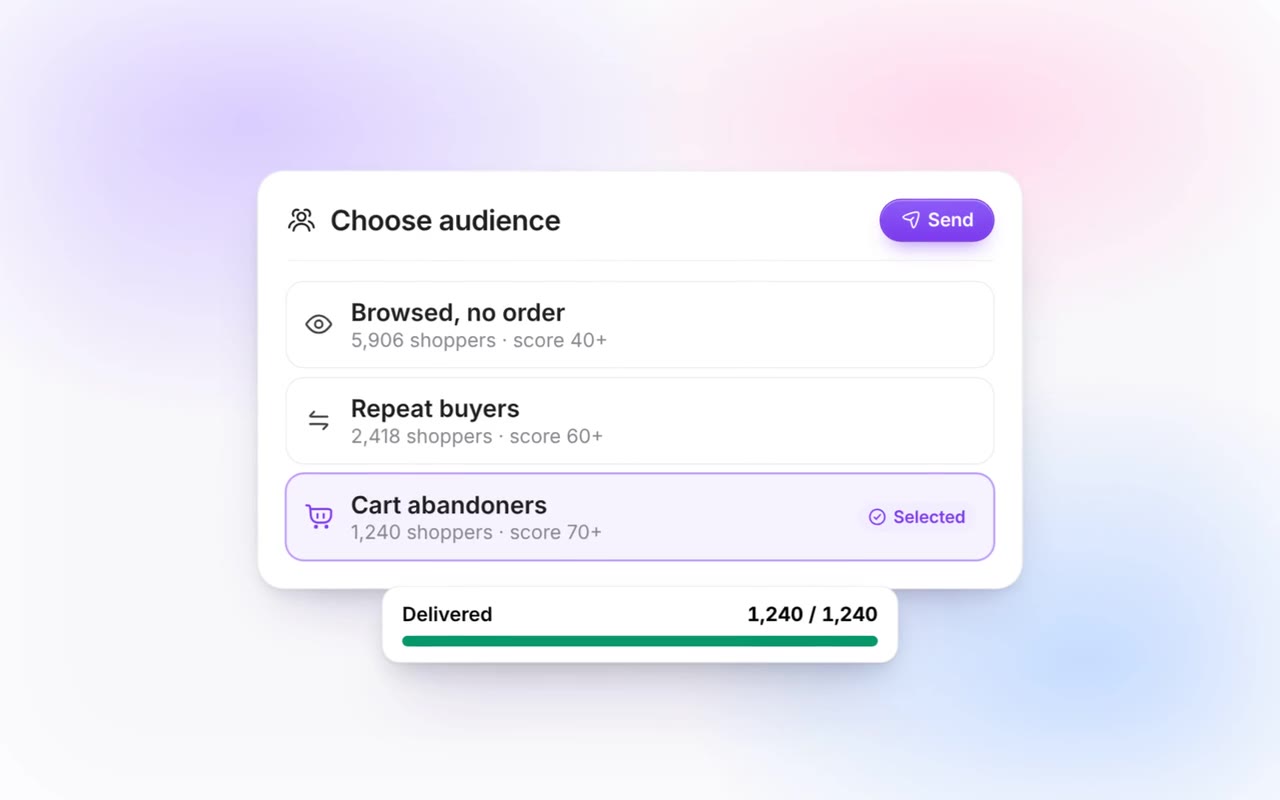 Choose audience
Send
Browsed, no order
5,906 shoppers · score 40+
Repeat buyers
2,418 shoppers · score 60+
Cart abandoners
1,240 shoppers · score 70+
Selected
Delivered
1,240 / 1,240